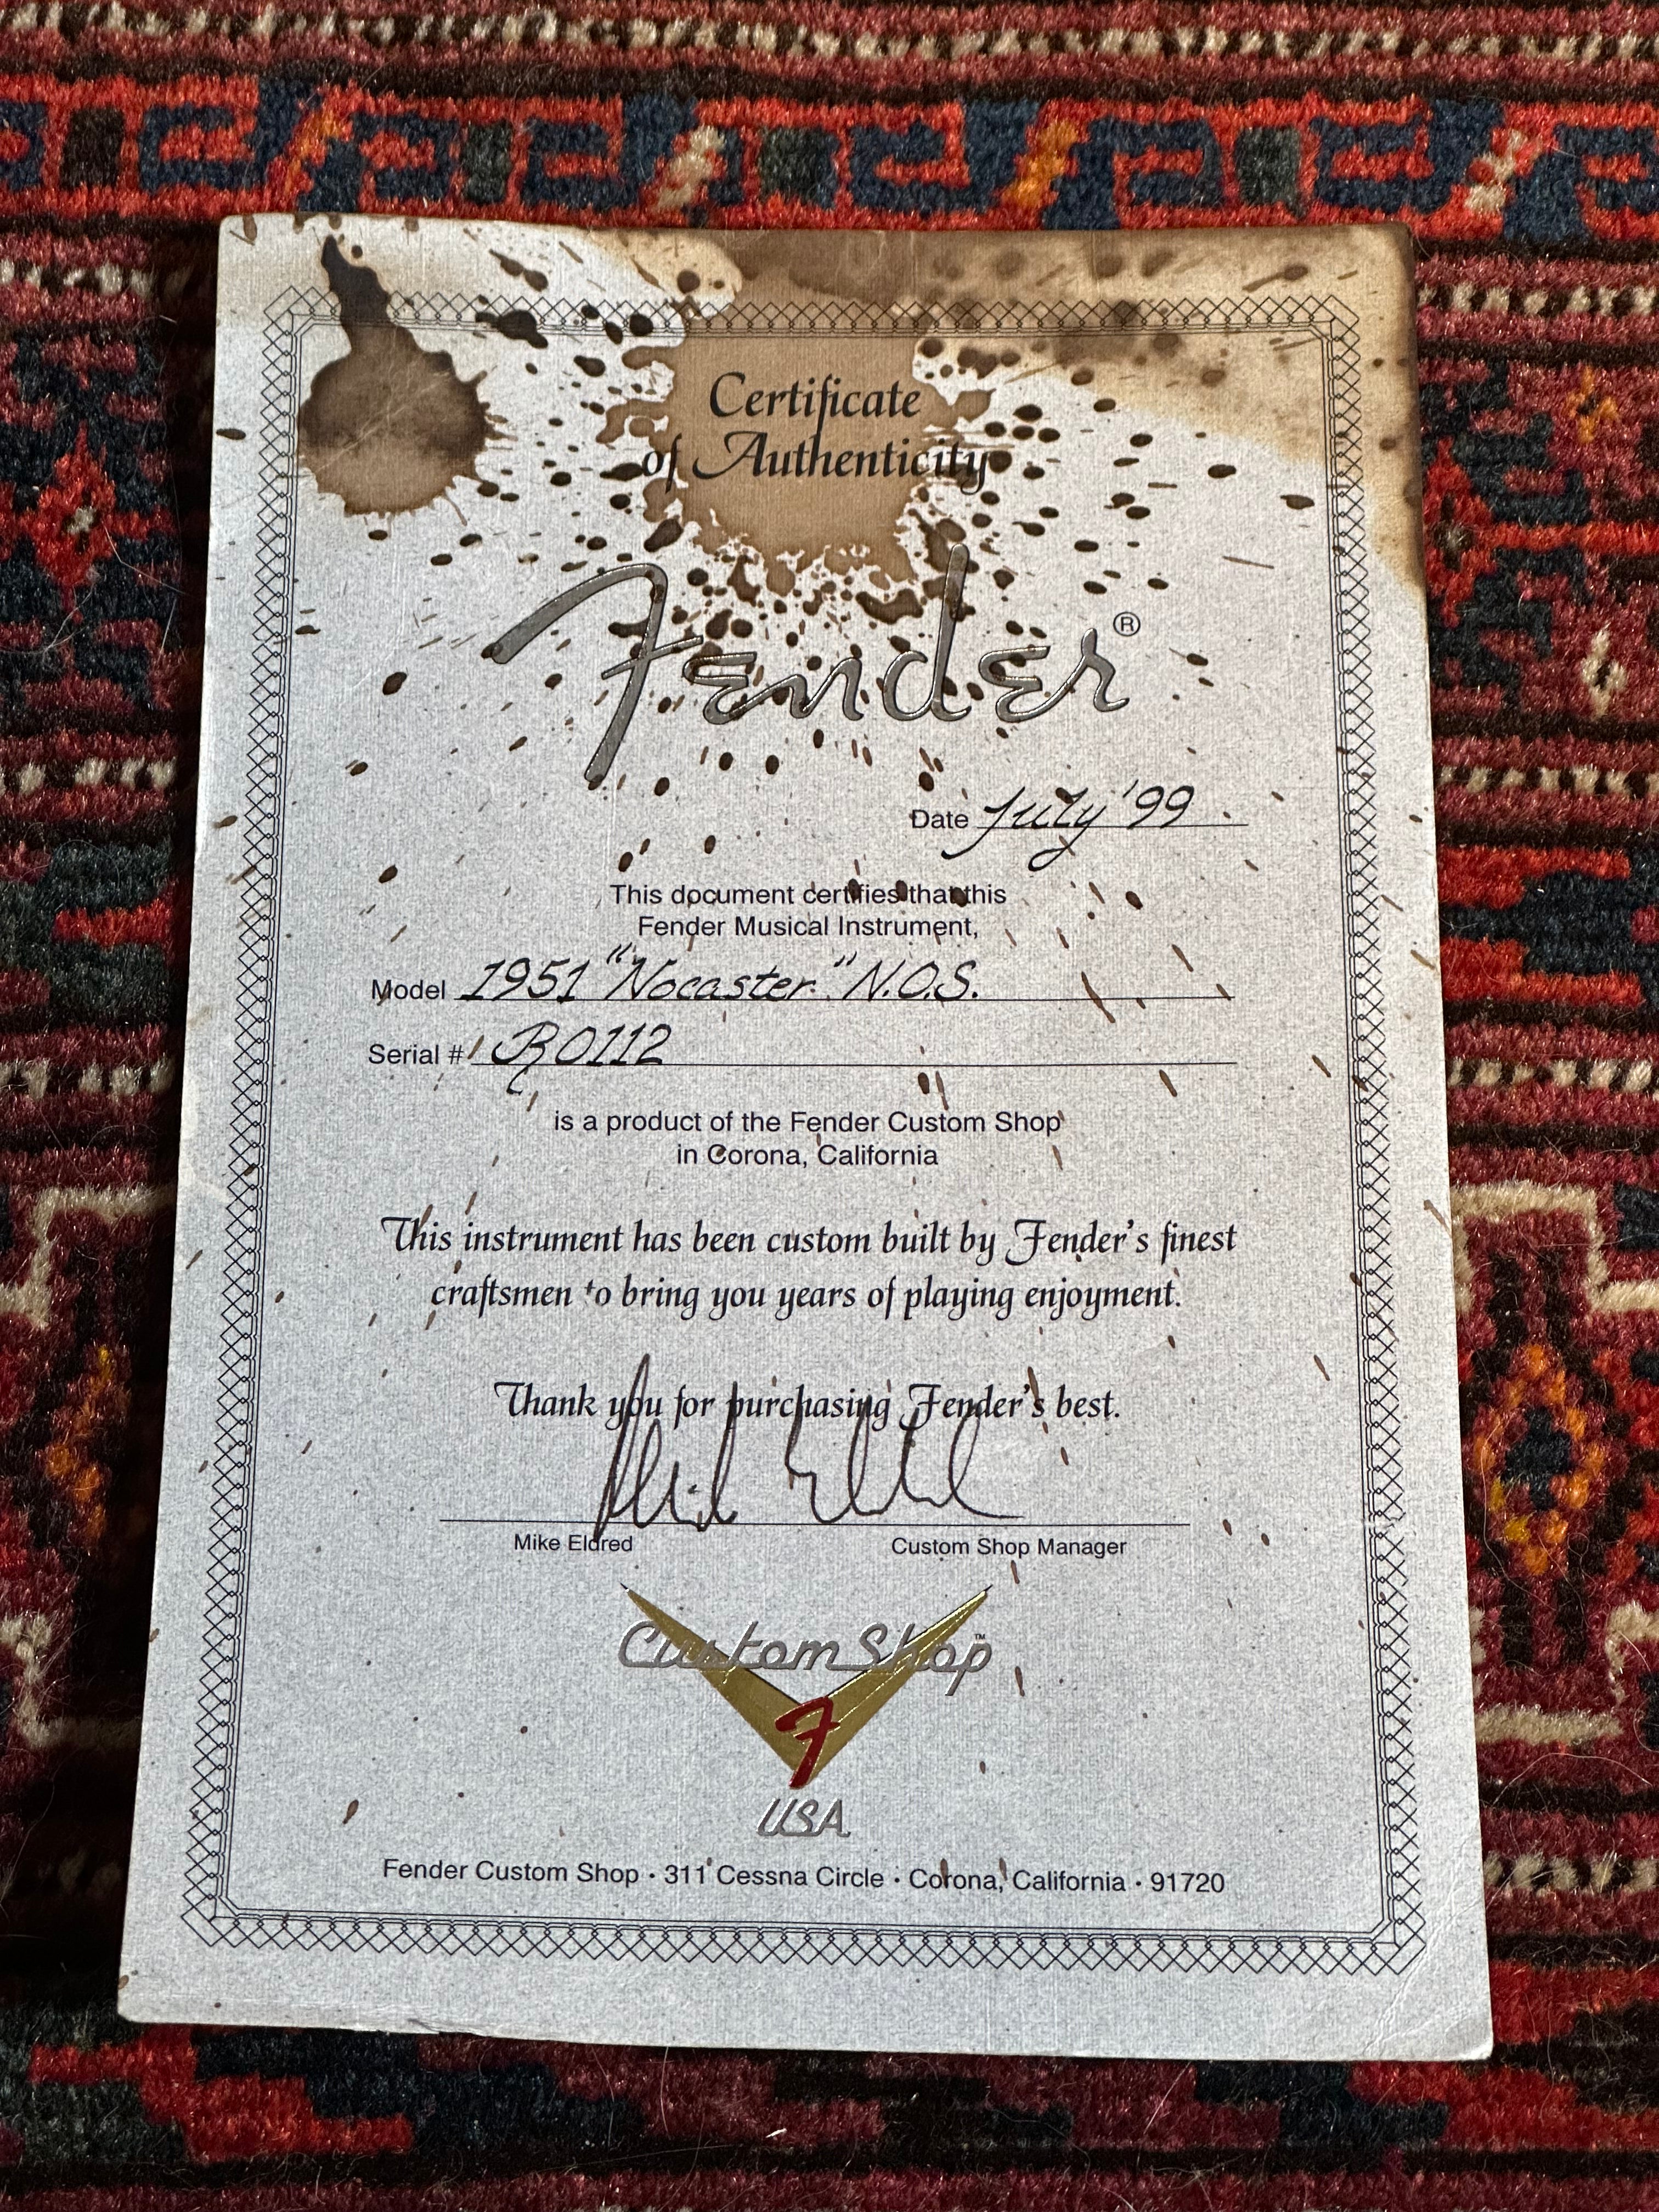 Certificate
of Authenticity
Fender®
Date July '99
This document certifies that this
Fender Musical Instrument,
Model 1951 "Nocaster" N.O.S.
Serial # R0112
is a product of the Fender Custom Shop
in Corona, California
This instrument has been custom built by Fender's finest
craftsmen to bring you years of playing enjoyment.
Thank you for purchasing Fender's best.
Mike Eldred
Mike Eldred Custom Shop Manager
Custom Shop™
F
USA
Fender Custom Shop · 311 Cessna Circle · Corona, California · 91720